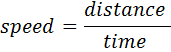 speed = distance / time